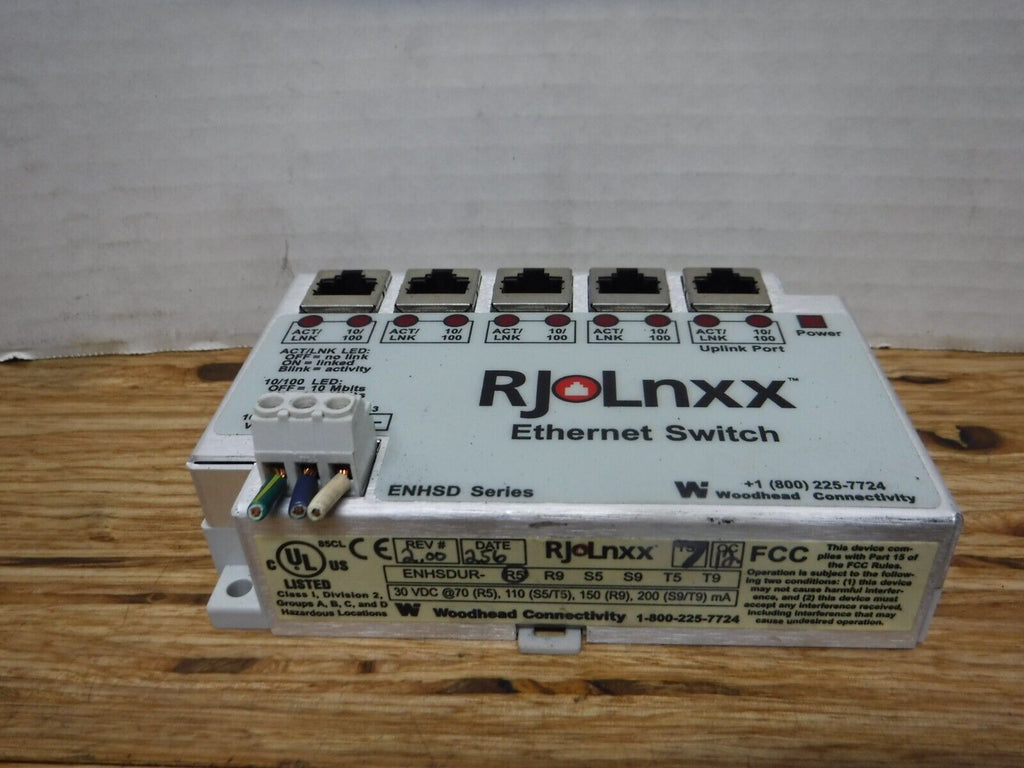 ACT/ 10/ ACT/ 10/ ACT/ 10/ ACT/ 10/ ACT/ 10/
LNK 100 LNK 100 LNK 100 LNK 100 LNK 100
Power
Uplink Port
ACT/LNK LED:
OFF = no link
ON = linked
Blink = activity
10/100 LED:
OFF = 10 Mbits
3
RJLnxx™
Ethernet Switch
ENHSD Series
+1 (800) 225-7724
Woodhead Connectivity
85CL
C UL US
LISTED
Class I, Division 2,
Groups A, B, C, and D
Hazardous Locations
CE
REV #
2.00
DATE
256
RJLnxx™
ENHSDUR- R5 R9 S5 S9 T5 T9
30 VDC @70 (R5), 110 (S5/T5), 150 (R9), 200 (S9/T9) mA
Woodhead Connectivity 1-800-225-7724
FCC
This device com-
plies with Part 15 of
the FCC Rules.
Operation is subject to the follow-
ing two conditions: (1) this device
may not cause harmful interfer-
ence, and (2) this device must
accept any interference received,
including interference that may
cause undesired operation.